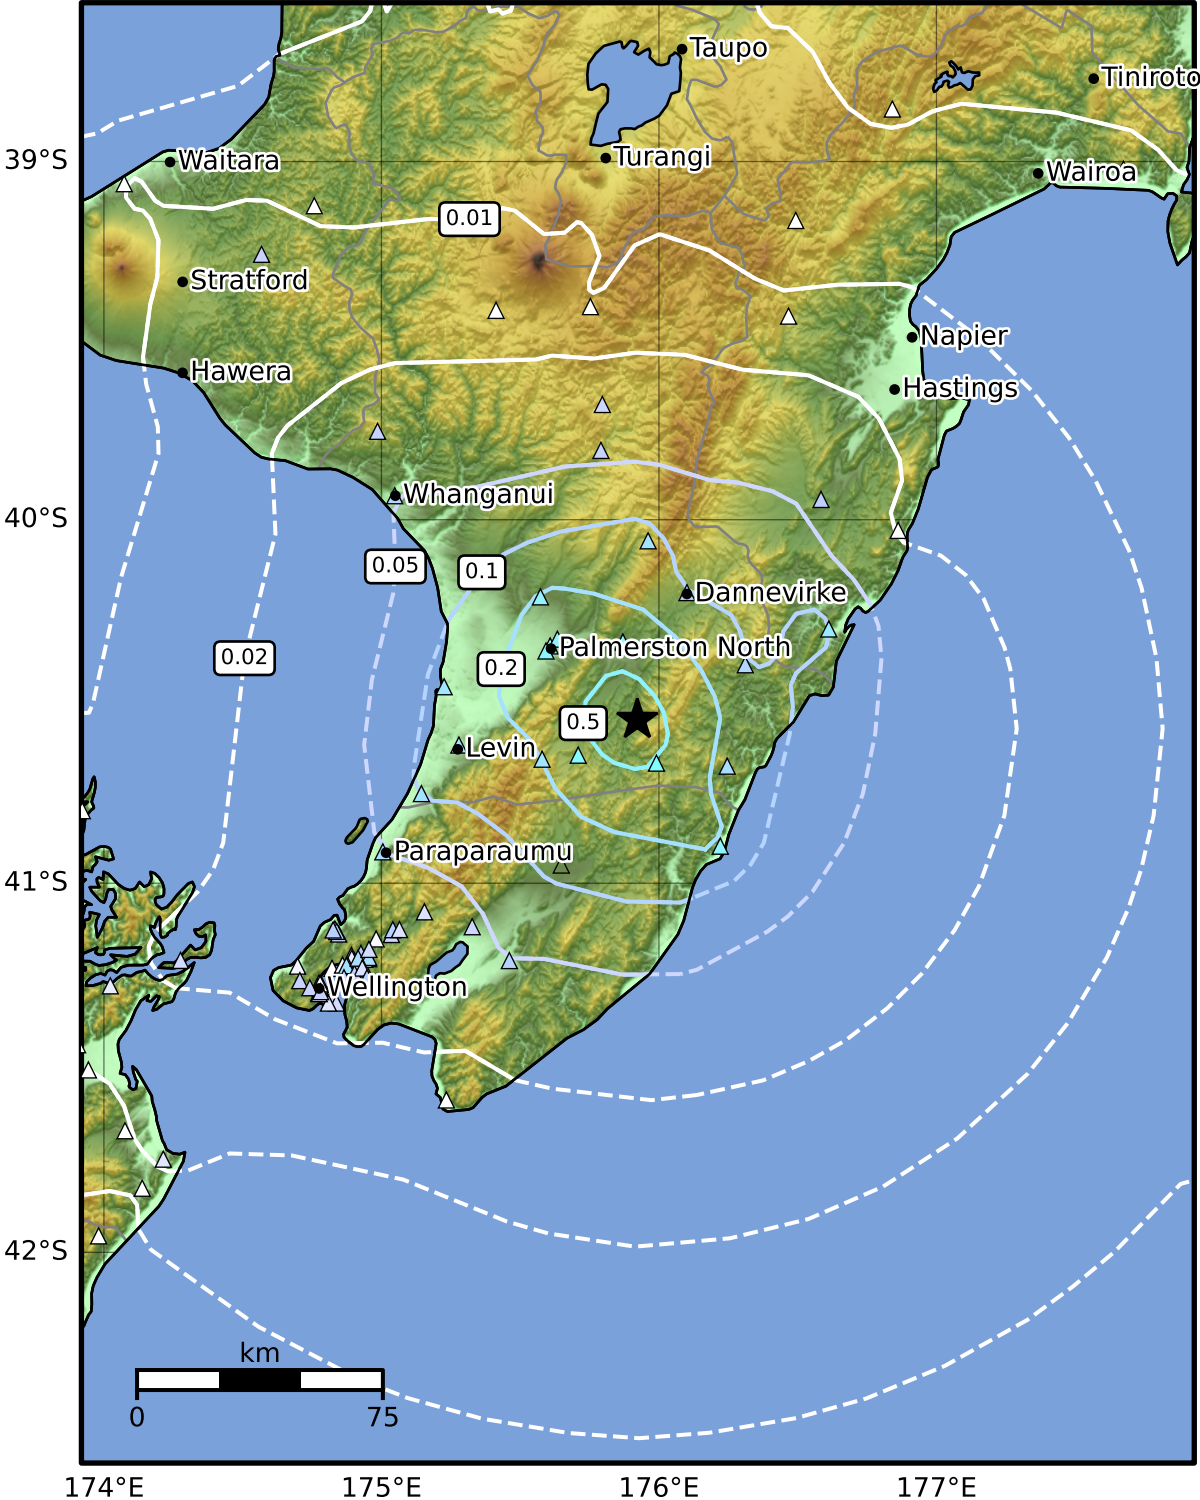 Taupo
Tiniroto
39°S
Waitara
Turangi
Wairoa
0.01
Stratford
Napier
Hawera
Hastings
Whanganui
40°S
0.05
0.1
Dannevirke
Palmerston North
0.02
0.2
0.5
Levin
Paraparaumu
41°S
Wellington
42°S
km
0
75
174°E
175°E
176°E
177°E